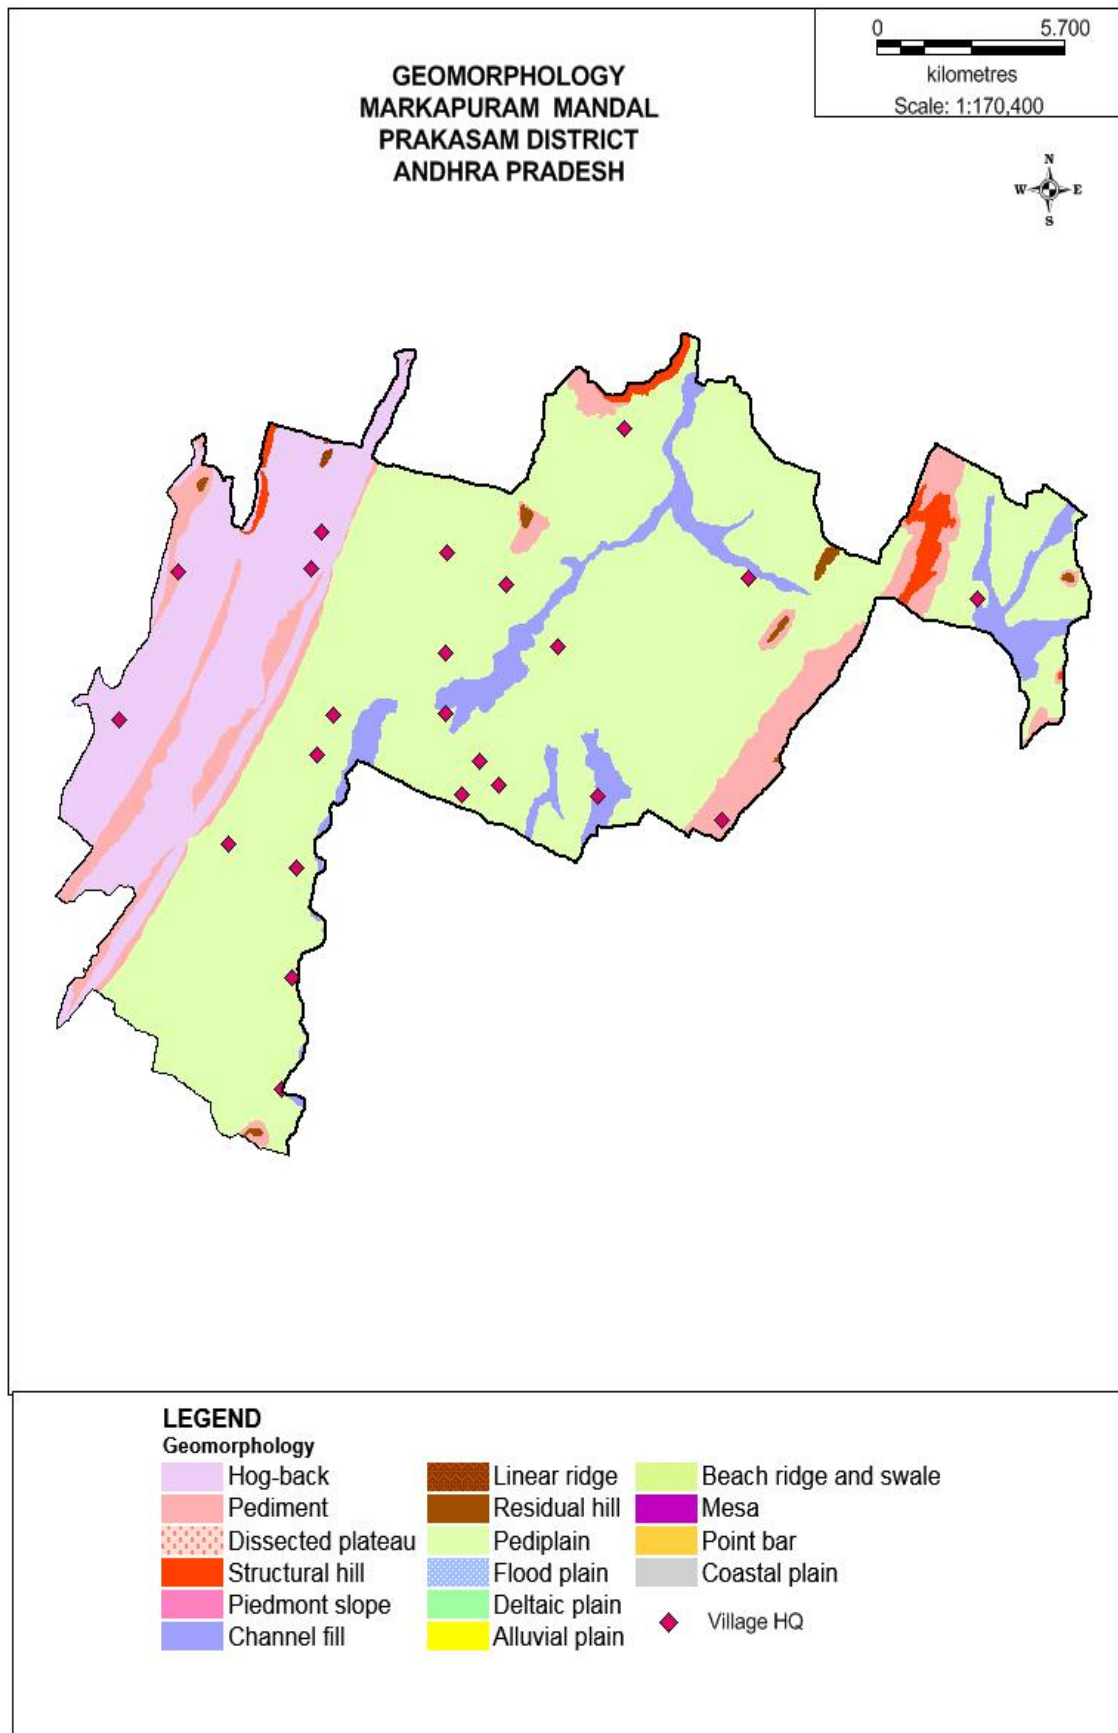 GEOMORPHOLOGY
MARKAPURAM MANDAL
PRAKASAM DISTRICT
ANDHRA PRADESH
0 5.700
kilometres
Scale: 1:170,400
N
W E
S
LEGEND
Geomorphology
Hog-back
Pediment
Dissected plateau
Structural hill
Piedmont slope
Channel fill
Linear ridge
Residual hill
Pediplain
Flood plain
Deltaic plain
Alluvial plain
Beach ridge and swale
Mesa
Point bar
Coastal plain
Village HQ